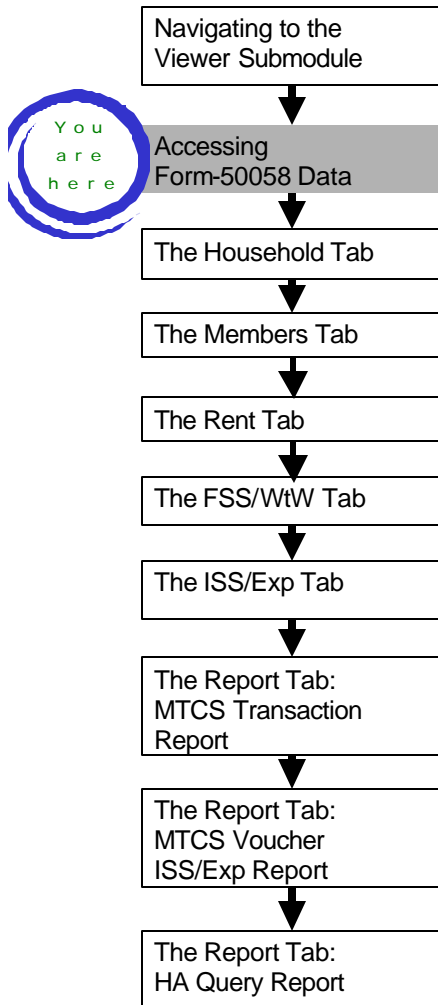 Navigating to the
Viewer Submodule
You
are
here
Accessing
Form-50058 Data
The Household Tab
The Members Tab
The Rent Tab
The FSS/WtW Tab
The ISS/Exp Tab
The Report Tab:
MTCS Transaction
Report
The Report Tab:
MTCS Voucher
ISS/Exp Report
The Report Tab:
HA Query Report